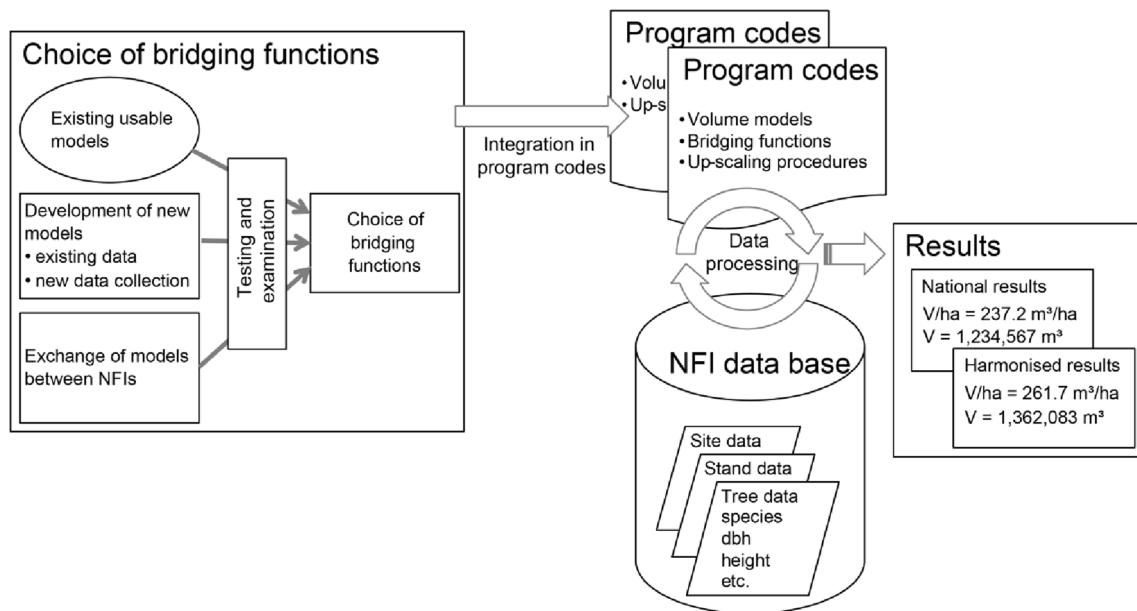 Choice of bridging functions
Existing usable
models
Development of new
models
• existing data
• new data collection
Exchange of models
between NFIs
Testing and
examination
Choice of
bridging
functions
Integration in
program codes
Program codes
• Volu
• Up-s
Program codes
• Volume models
• Bridging functions
• Up-scaling procedures
Data
processing
NFI data base
Site data
Stand data
Tree data
species
dbh
height
etc.
Results
National results
V/ha = 237.2 m³/ha
V = 1,234,567 m³
Harmonised results
V/ha = 261.7 m³/ha
V = 1,362,083 m³